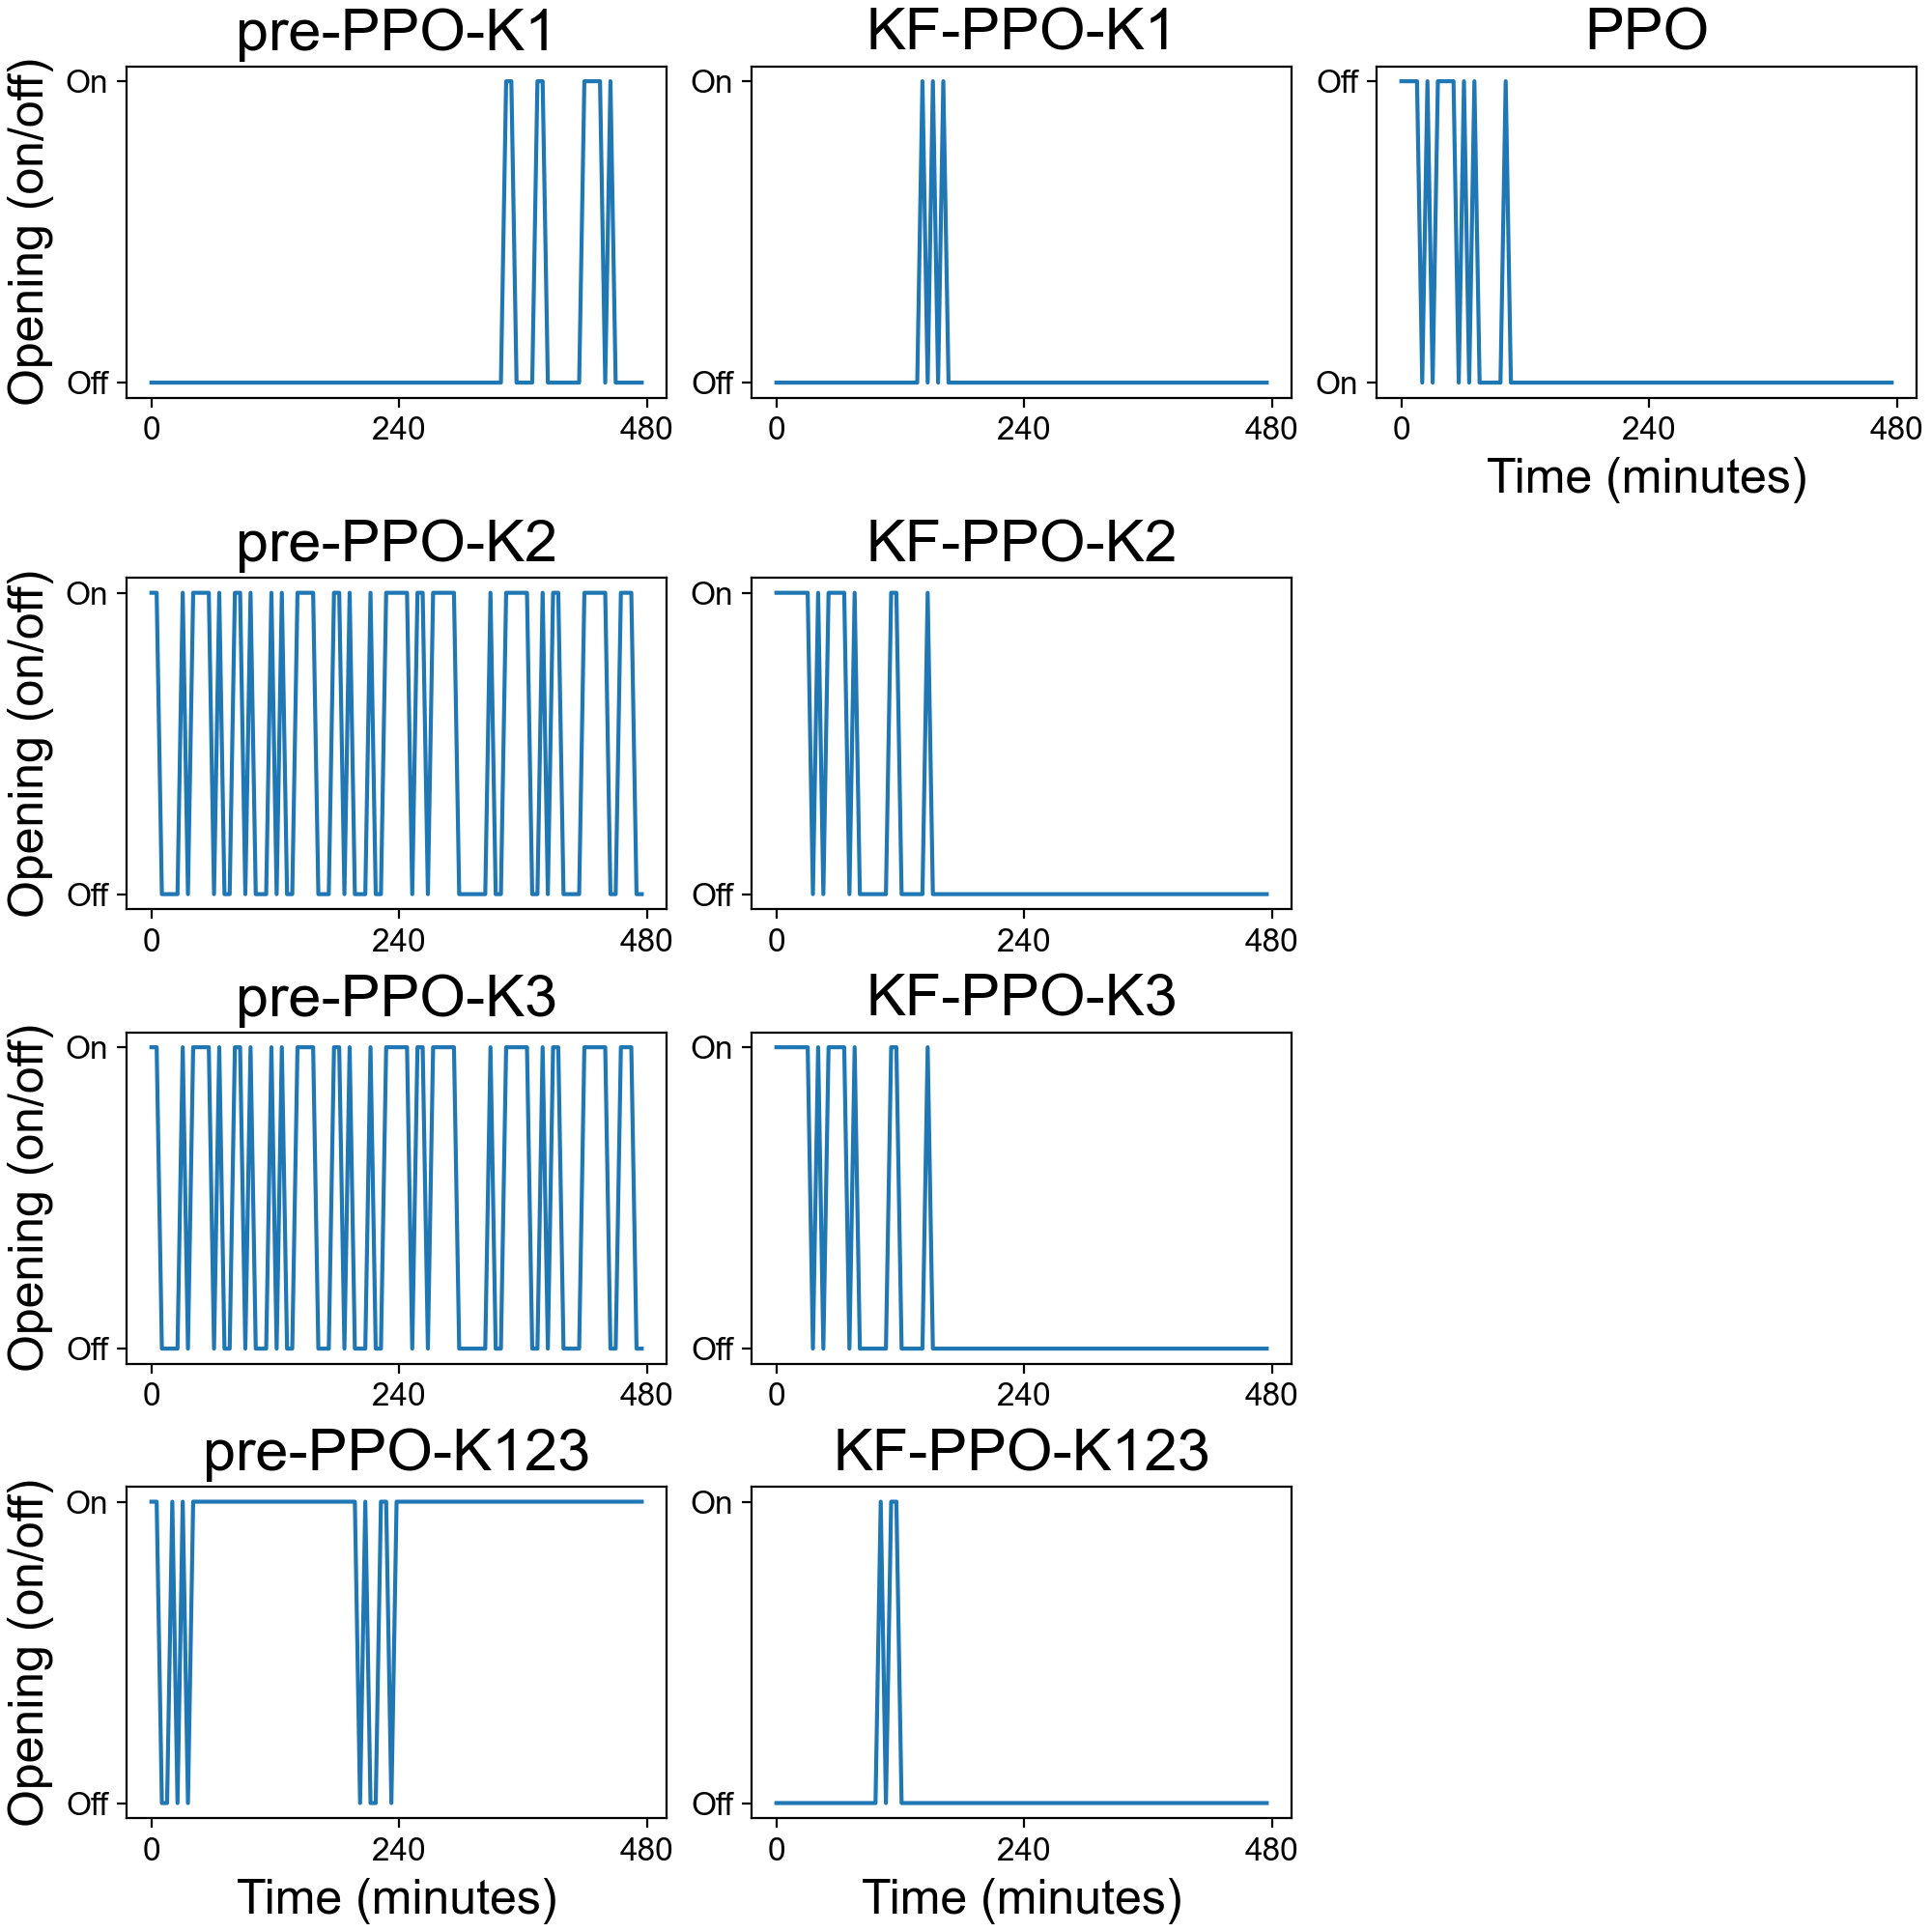 pre-PPO-K1
KF-PPO-K1
PPO
Opening (on/off)
On
Off
0 240 480
On
Off
0 240 480
Off
On
0 240 480
Time (minutes)
pre-PPO-K2
KF-PPO-K2
Opening (on/off)
On
Off
0 240 480
On
Off
0 240 480
pre-PPO-K3
KF-PPO-K3
Opening (on/off)
On
Off
0 240 480
On
Off
0 240 480
pre-PPO-K123
KF-PPO-K123
Opening (on/off)
On
Off
0 240 480
Time (minutes)
On
Off
0 240 480
Time (minutes)